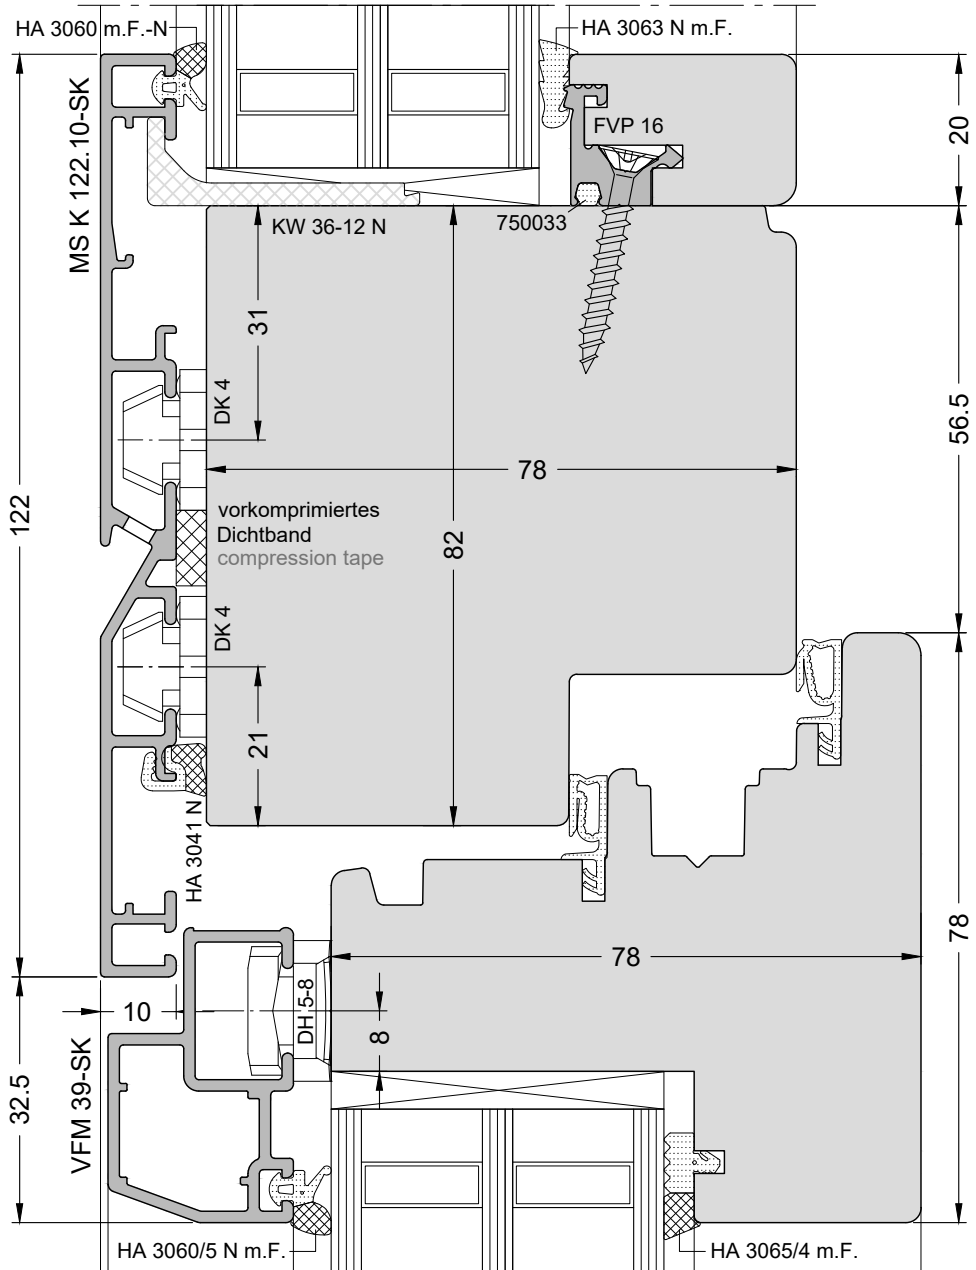 HA 3060 m.F.-N
HA 3063 N m.F.
MS K 122.10-SK
FVP 16
20
KW 36-12 N
750033
31
DK 4
56.5
78
122
vorkomprimiertes
Dichtband
compression tape
82
DK 4
21
HA 3041 N
78
78
10
DH 5-8
8
32.5
VFM 39-SK
HA 3060/5 N m.F.
HA 3065/4 m.F.